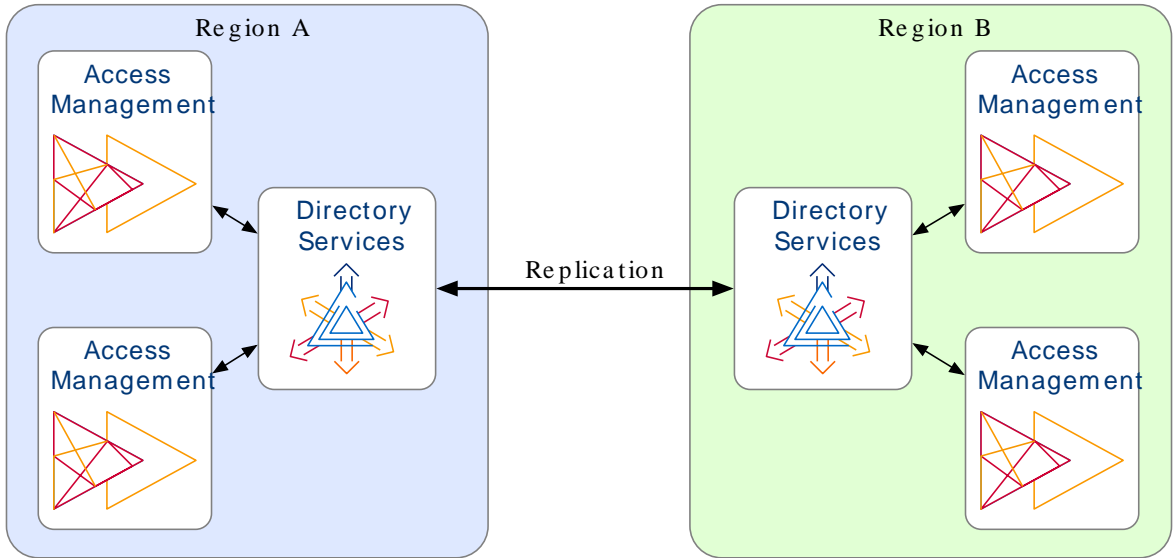 Region A
Access
Management
Directory
Services
Access
Management
Replication
Region B
Access
Management
Directory
Services
Access
Management